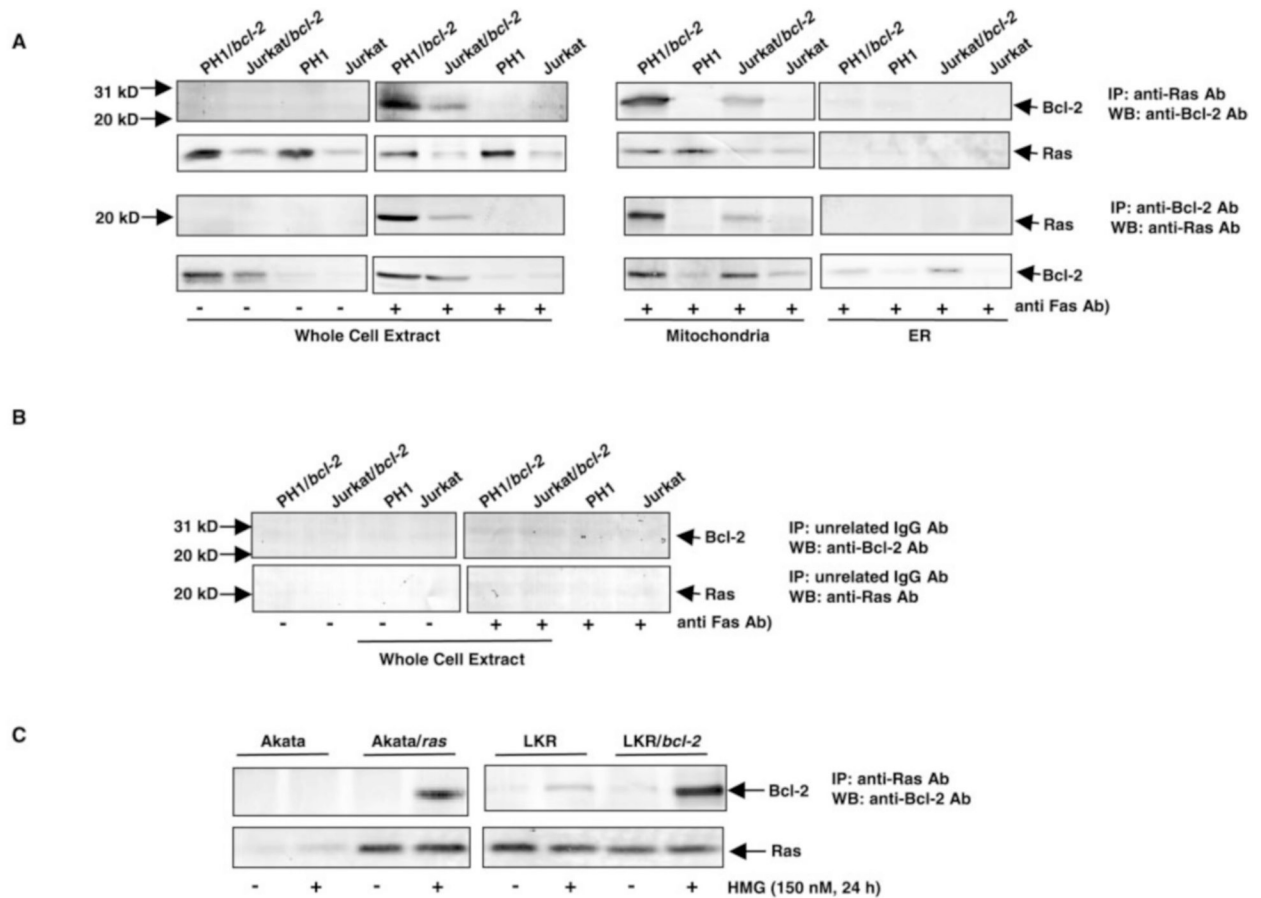 A
PH1/bcl-2 Jurkat/bcl-2 PH1 Jurkat PH1/bcl-2 Jurkat/bcl-2 PH1 Jurkat PH1/bcl-2 PH1 Jurkat/bcl-2 Jurkat PH1/bcl-2 PH1 Jurkat/bcl-2 Jurkat
31 kD
20 kD
Bcl-2
IP: anti-Ras Ab
WB: anti-Bcl-2 Ab
Ras
20 kD
Ras
IP: anti-Bcl-2 Ab
WB: anti-Ras Ab
Bcl-2
- - - - + + + + + + + + + + + + anti Fas Ab)
Whole Cell Extract Mitochondria ER
B
PH1/bcl-2 Jurkat/bcl-2 PH1 Jurkat PH1/bcl-2 Jurkat/bcl-2 PH1 Jurkat
31 kD
20 kD
Bcl-2
IP: unrelated IgG Ab
WB: anti-Bcl-2 Ab
20 kD
Ras
IP: unrelated IgG Ab
WB: anti-Ras Ab
- - - - + + + + anti Fas Ab)
Whole Cell Extract
C
Akata Akata/ras LKR LKR/bcl-2
Bcl-2
IP: anti-Ras Ab
WB: anti-Bcl-2 Ab
Ras
- + - + - + - + HMG (150 nM, 24 h)